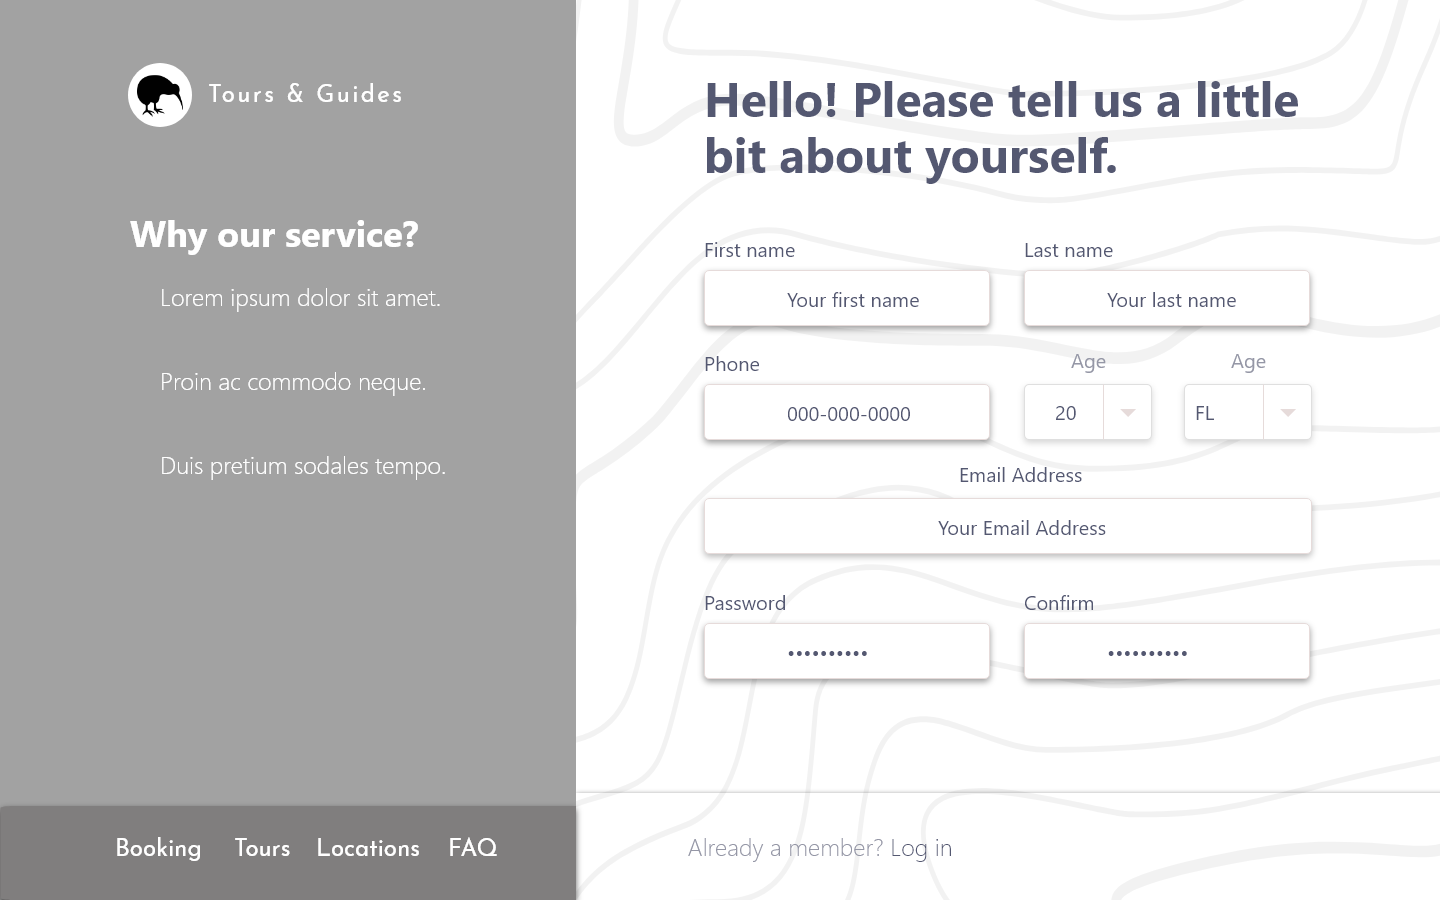 Tours & Guides
Why our service?
Lorem ipsum dolor sit amet.
Proin ac commodo neque.
Duis pretium sodales tempo.
Booking Tours Locations FAQ
Hello! Please tell us a little
bit about yourself.
First name Last name
Your first name Your last name
Phone Age Age
000-000-0000 20 FL
Email Address
Your Email Address
Password Confirm
•••••••••• ••••••••••
Already a member? Log in